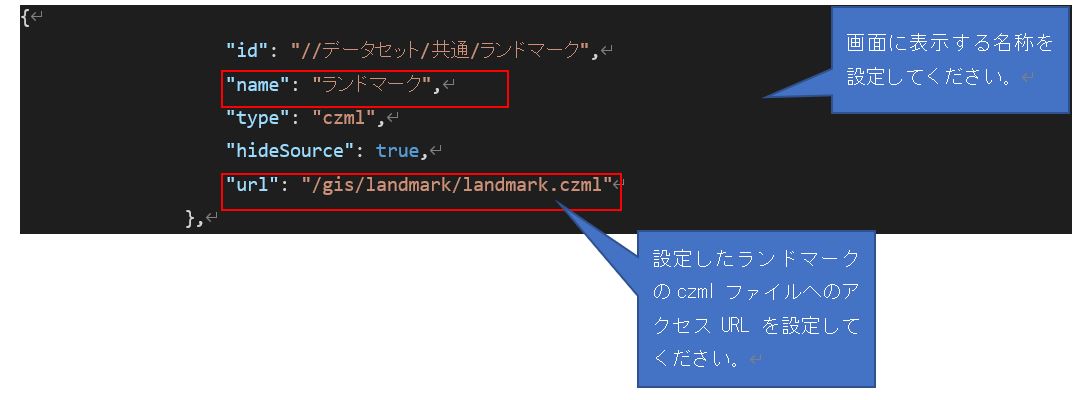 {↵
"id": "//データセット/共通/ランドマーク",↵
"name": "ランドマーク",↵
"type": "czml",↵
"hideSource": true,↵
"url": "/gis/landmark/landmark.czml"↵
},↵
画面に表示する名称を
設定してください。↵
設定したランドマーク
の czml ファイルへのア
クセス URL を設定して
ください。↵